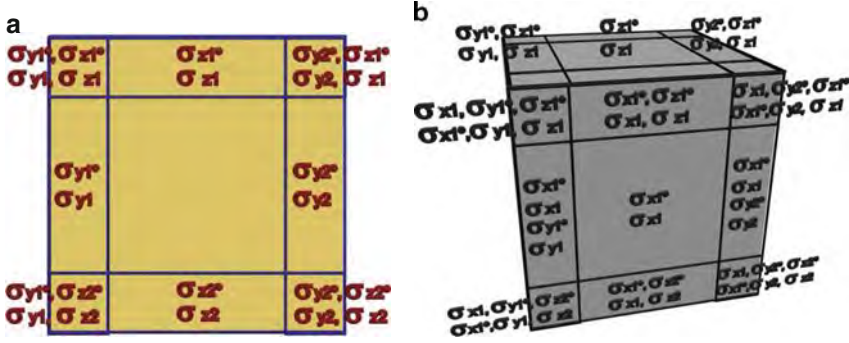 a
σy1°, σz1° σz1° σy2°, σz1°
σy1, σz1 σz1 σy2, σz1
σy1° σy2°
σy1 σy2
σy1°, σz2° σz2° σy2°, σz2°
σy1, σz2 σz2 σy2, σz2
b
σy1°, σz1° σz1° σy2°, σz1°
σy1, σz1 σz1 σy2, σz1
σx1, σy1°, σz1° σx1°, σz1° σx1, σy2°, σz1°
σx1°, σy1, σz1 σx1, σz1 σx1°, σy2, σz1
σx1° σx1°
σx1 σx1° σx1
σy1° σx1 σy2°
σy1 σy2
σx1, σy1°, σz2° σx1°, σz2° σx1, σy2°, σz2°
σx1°, σy1, σz2 σx1, σz2 σx1°, σy2, σz2